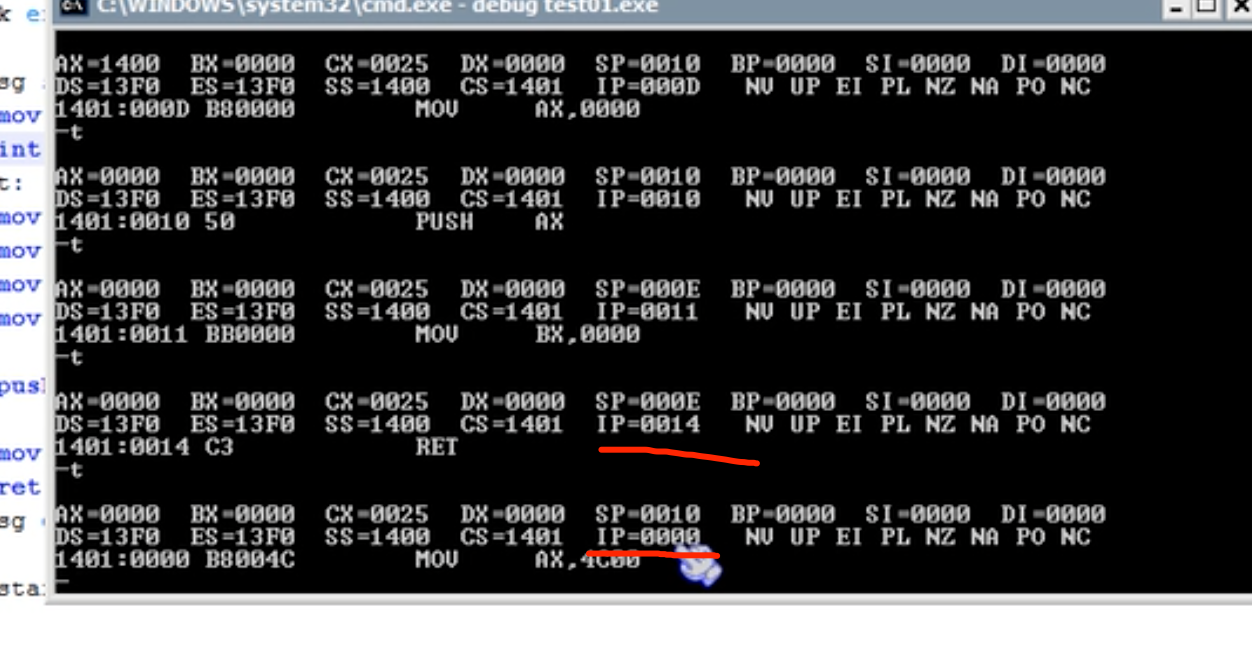 C:\WINDOWS\system32\cmd.exe - debug test01.exe
AX=1400 BX=0000 CX=0025 DX=0000 SP=0010 BP=0000 SI=0000 DI=0000
sg DS=13F0 ES=13F0 SS=1400 CS=1401 IP=000D NV UP EI PL NZ NA PO NC
mov 1401:000D B80000 MOV AX,0000
-t
int
t: AX=0000 BX=0000 CX=0025 DX=0000 SP=0010 BP=0000 SI=0000 DI=0000
DS=13F0 ES=13F0 SS=1400 CS=1401 IP=0010 NV UP EI PL NZ NA PO NC
mov 1401:0010 50 PUSH AX
mov -t
mov AX=0000 BX=0000 CX=0025 DX=0000 SP=000E BP=0000 SI=0000 DI=0000
mov DS=13F0 ES=13F0 SS=1400 CS=1401 IP=0011 NV UP EI PL NZ NA PO NC
1401:0011 BB0000 MOV BX,0000
-t
AX=0000 BX=0000 CX=0025 DX=0000 SP=000E BP=0000 SI=0000 DI=0000
DS=13F0 ES=13F0 SS=1400 CS=1401 IP=0014 NV UP EI PL NZ NA PO NC
mov 1401:0014 C3 RET
-t
ret
sg AX=0000 BX=0000 CX=0025 DX=0000 SP=0010 BP=0000 SI=0000 DI=0000
DS=13F0 ES=13F0 SS=1400 CS=1401 IP=0000 NV UP EI PL NZ NA PO NC
1401:0000 B8004C MOV AX,4C00
-